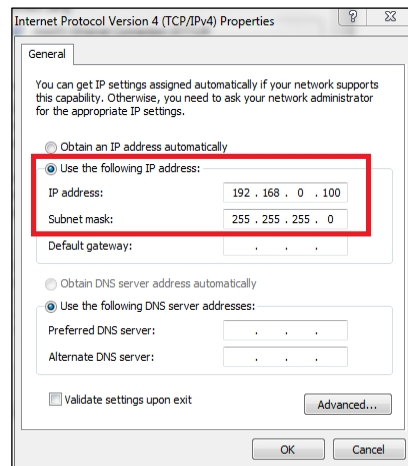 Internet Protocol Version 4 (TCP/IPv4) Properties
General
You can get IP settings assigned automatically if your network supports
this capability. Otherwise, you need to ask your network administrator
for the appropriate IP settings.
Obtain an IP address automatically
Use the following IP address:
IP address: 192 . 168 . 0 . 100
Subnet mask: 255 . 255 . 255 . 0
Default gateway: . . .
Obtain DNS server address automatically
Use the following DNS server addresses:
Preferred DNS server: . . .
Alternate DNS server: . . .
Validate settings upon exit
Advanced...
OK Cancel